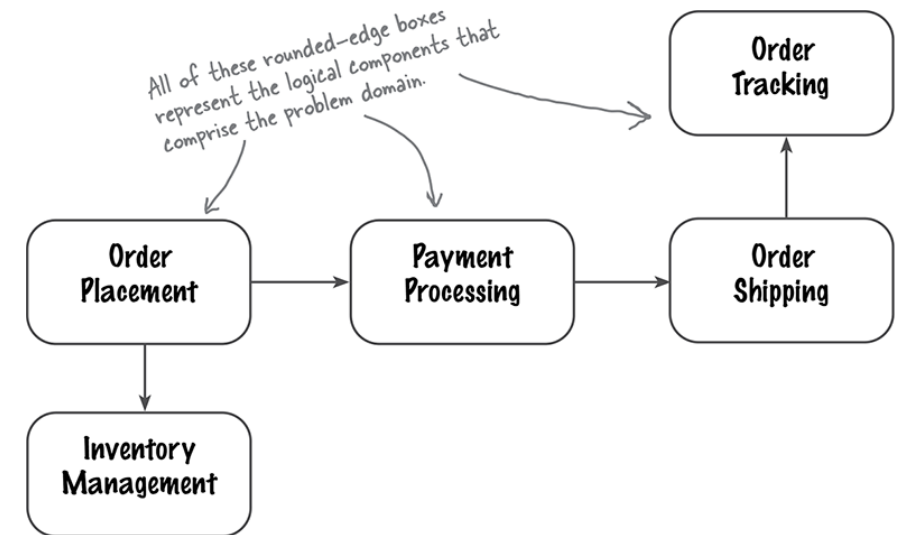 All of these rounded-edge boxes
represent the logical components that
comprise the problem domain.
Order
Tracking
Order
Placement
Payment
Processing
Order
Shipping
Inventory
Management